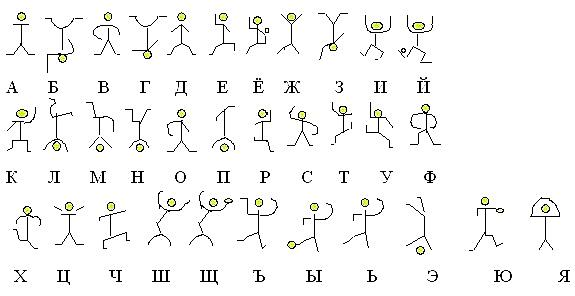 А Б В Г Д Е Ё Ж З И Й
К Л М Н О П Р С Т У Ф
Х Ц Ч Ш Щ Ъ Ы Ь Э Ю Я